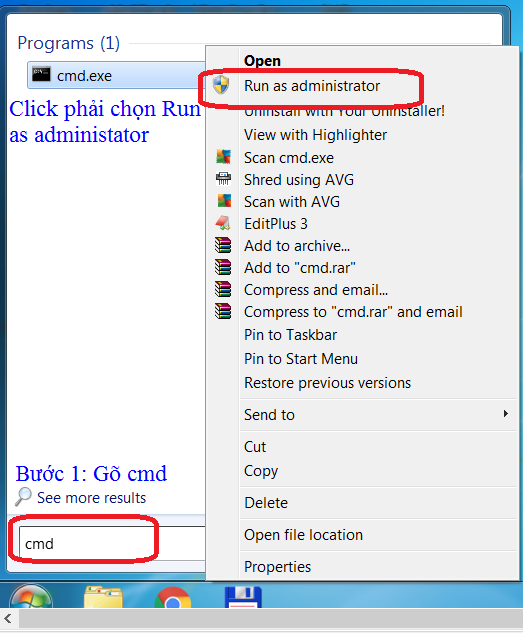 Programs (1)
cmd.exe
Click phải chọn Run
as administator
Open
Run as administrator
Uninstall with Your Uninstaller!
View with Highlighter
Scan cmd.exe
Shred using AVG
Scan with AVG
EditPlus 3
Add to archive...
Add to "cmd.rar"
Compress and email...
Compress to "cmd.rar" and email
Pin to Taskbar
Pin to Start Menu
Restore previous versions
Send to
Cut
Copy
Delete
Open file location
Properties
Bước 1: Gõ cmd
See more results
cmd